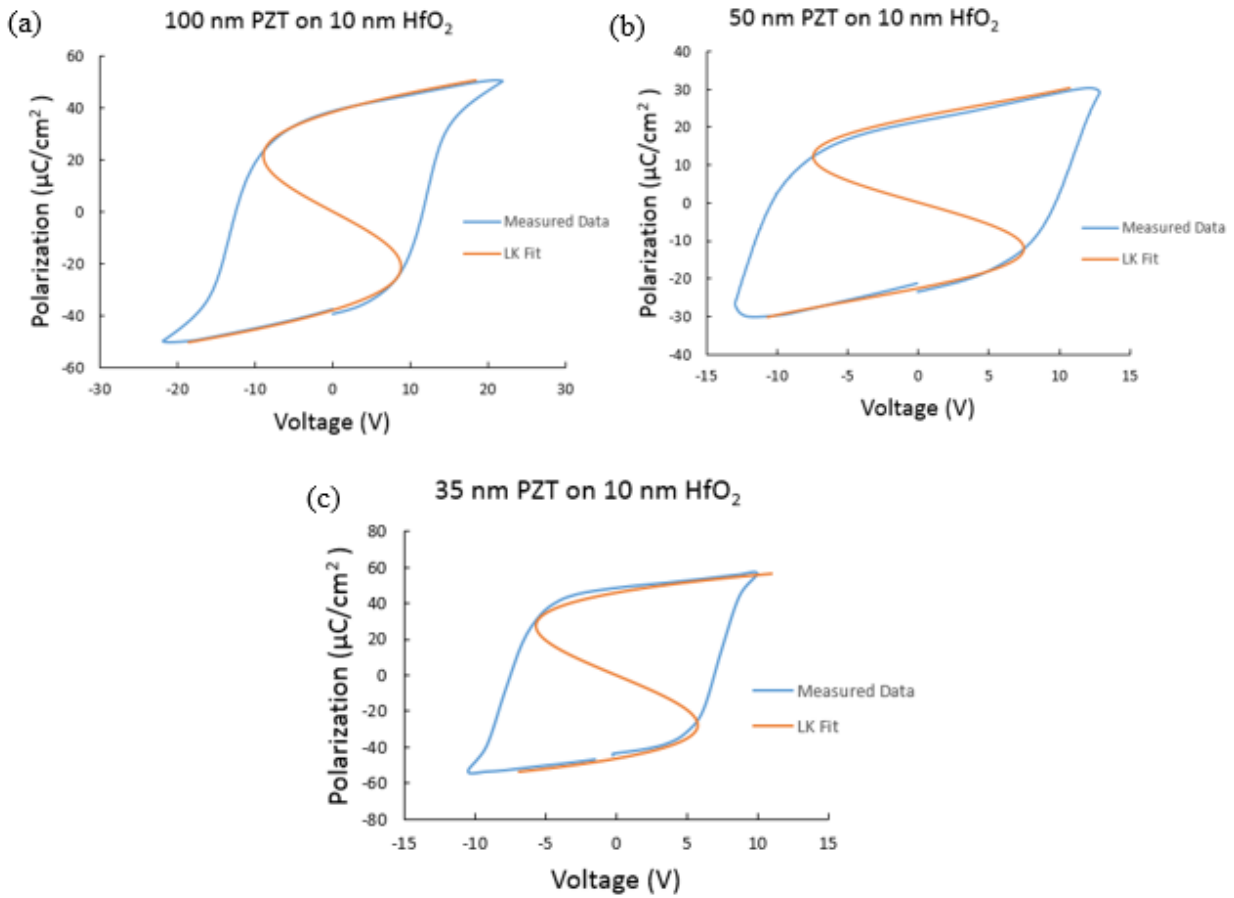 (a)
100 nm PZT on 10 nm HfO₂
Polarization (μC/cm²)
60
40
20
0
-20
-40
-60
-30
-20
-10
0
10
20
30
Voltage (V)
Measured Data
LK Fit
(b)
50 nm PZT on 10 nm HfO₂
Polarization (μC/cm²)
40
30
20
10
0
-10
-20
-30
-40
-15
-10
-5
0
5
10
15
Voltage (V)
Measured Data
LK Fit
(c)
35 nm PZT on 10 nm HfO₂
Polarization (μC/cm²)
80
60
40
20
0
-20
-40
-60
-80
-15
-10
-5
0
5
10
15
Voltage (V)
Measured Data
LK Fit